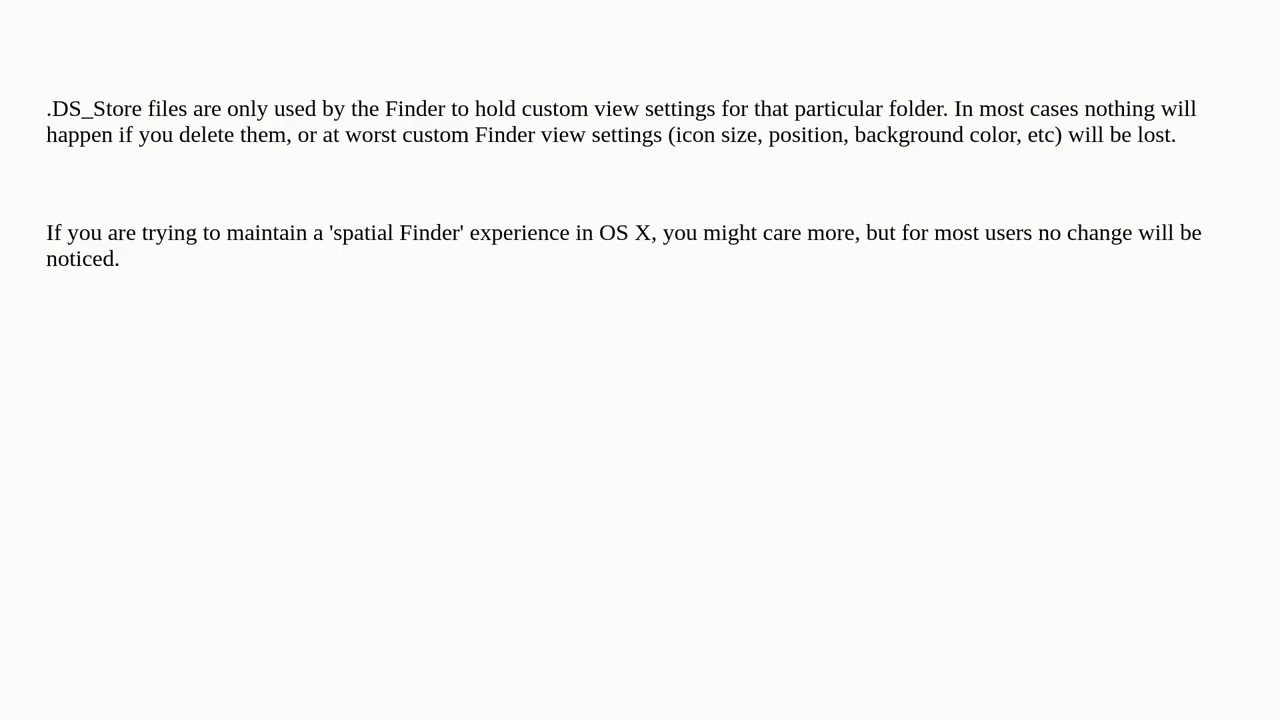 .DS_Store files are only used by the Finder to hold custom view settings for that particular folder. In most cases nothing will
happen if you delete them, or at worst custom Finder view settings (icon size, position, background color, etc) will be lost.
If you are trying to maintain a 'spatial Finder' experience in OS X, you might care more, but for most users no change will be
noticed.